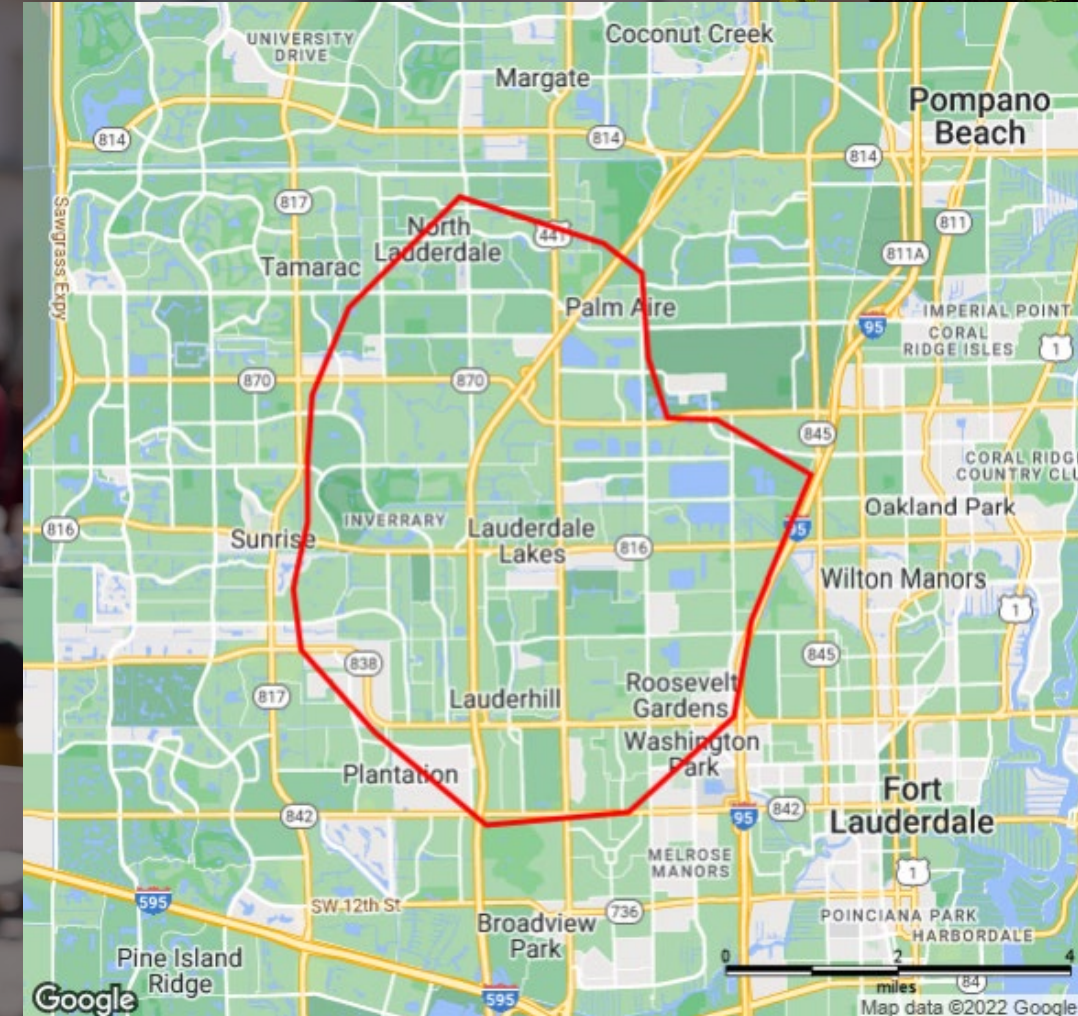 UNIVERSITY
DRIVE
Coconut Creek
Margate
Pompano
Beach
814
814
814
Sawgrass Expy
817
North
Lauderdale
441
811
811A
Tamarac
Palm Aire
95
IMPERIAL POINT
CORAL
RIDGE ISLES
1
870
870
845
CORAL RIDG
COUNTRY CLU
816
INVERRARY
Sunrise
Lauderdale
Lakes
816
95
Oakland Park
Wilton Manors
1
838
845
817
Lauderhill
Roosevelt
Gardens
Washington
Park
Plantation
842
95
842
Fort
Lauderdale
MELROSE
MANORS
1
595
SW 12th St
736
Broadview
Park
POINCIANA PARK
HARBORDALE
Pine Island
Ridge
0 2 4
miles
84
595
Google
Map data ©2022 Google